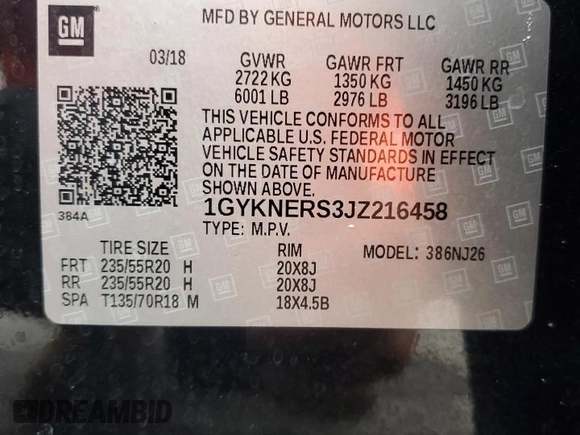 GM
MFD BY GENERAL MOTORS LLC
03/18 GVWR GAWR FRT GAWR RR
2722 KG 1350 KG 1450 KG
6001 LB 2976 LB 3196 LB
THIS VEHICLE CONFORMS TO ALL
APPLICABLE U.S. FEDERAL MOTOR
VEHICLE SAFETY STANDARDS IN EFFECT
ON THE DATE OF MANUFACTURE
SHOWN ABOVE.
384A
1GYKNERS3JZ216458
TYPE: M.P.V.
MODEL: 386NJ26
TIRE SIZE RIM
FRT 235/55R20 H 20X8J
RR 235/55R20 H 20X8J
SPA T135/70R18 M 18X4.5B
DREAMBID